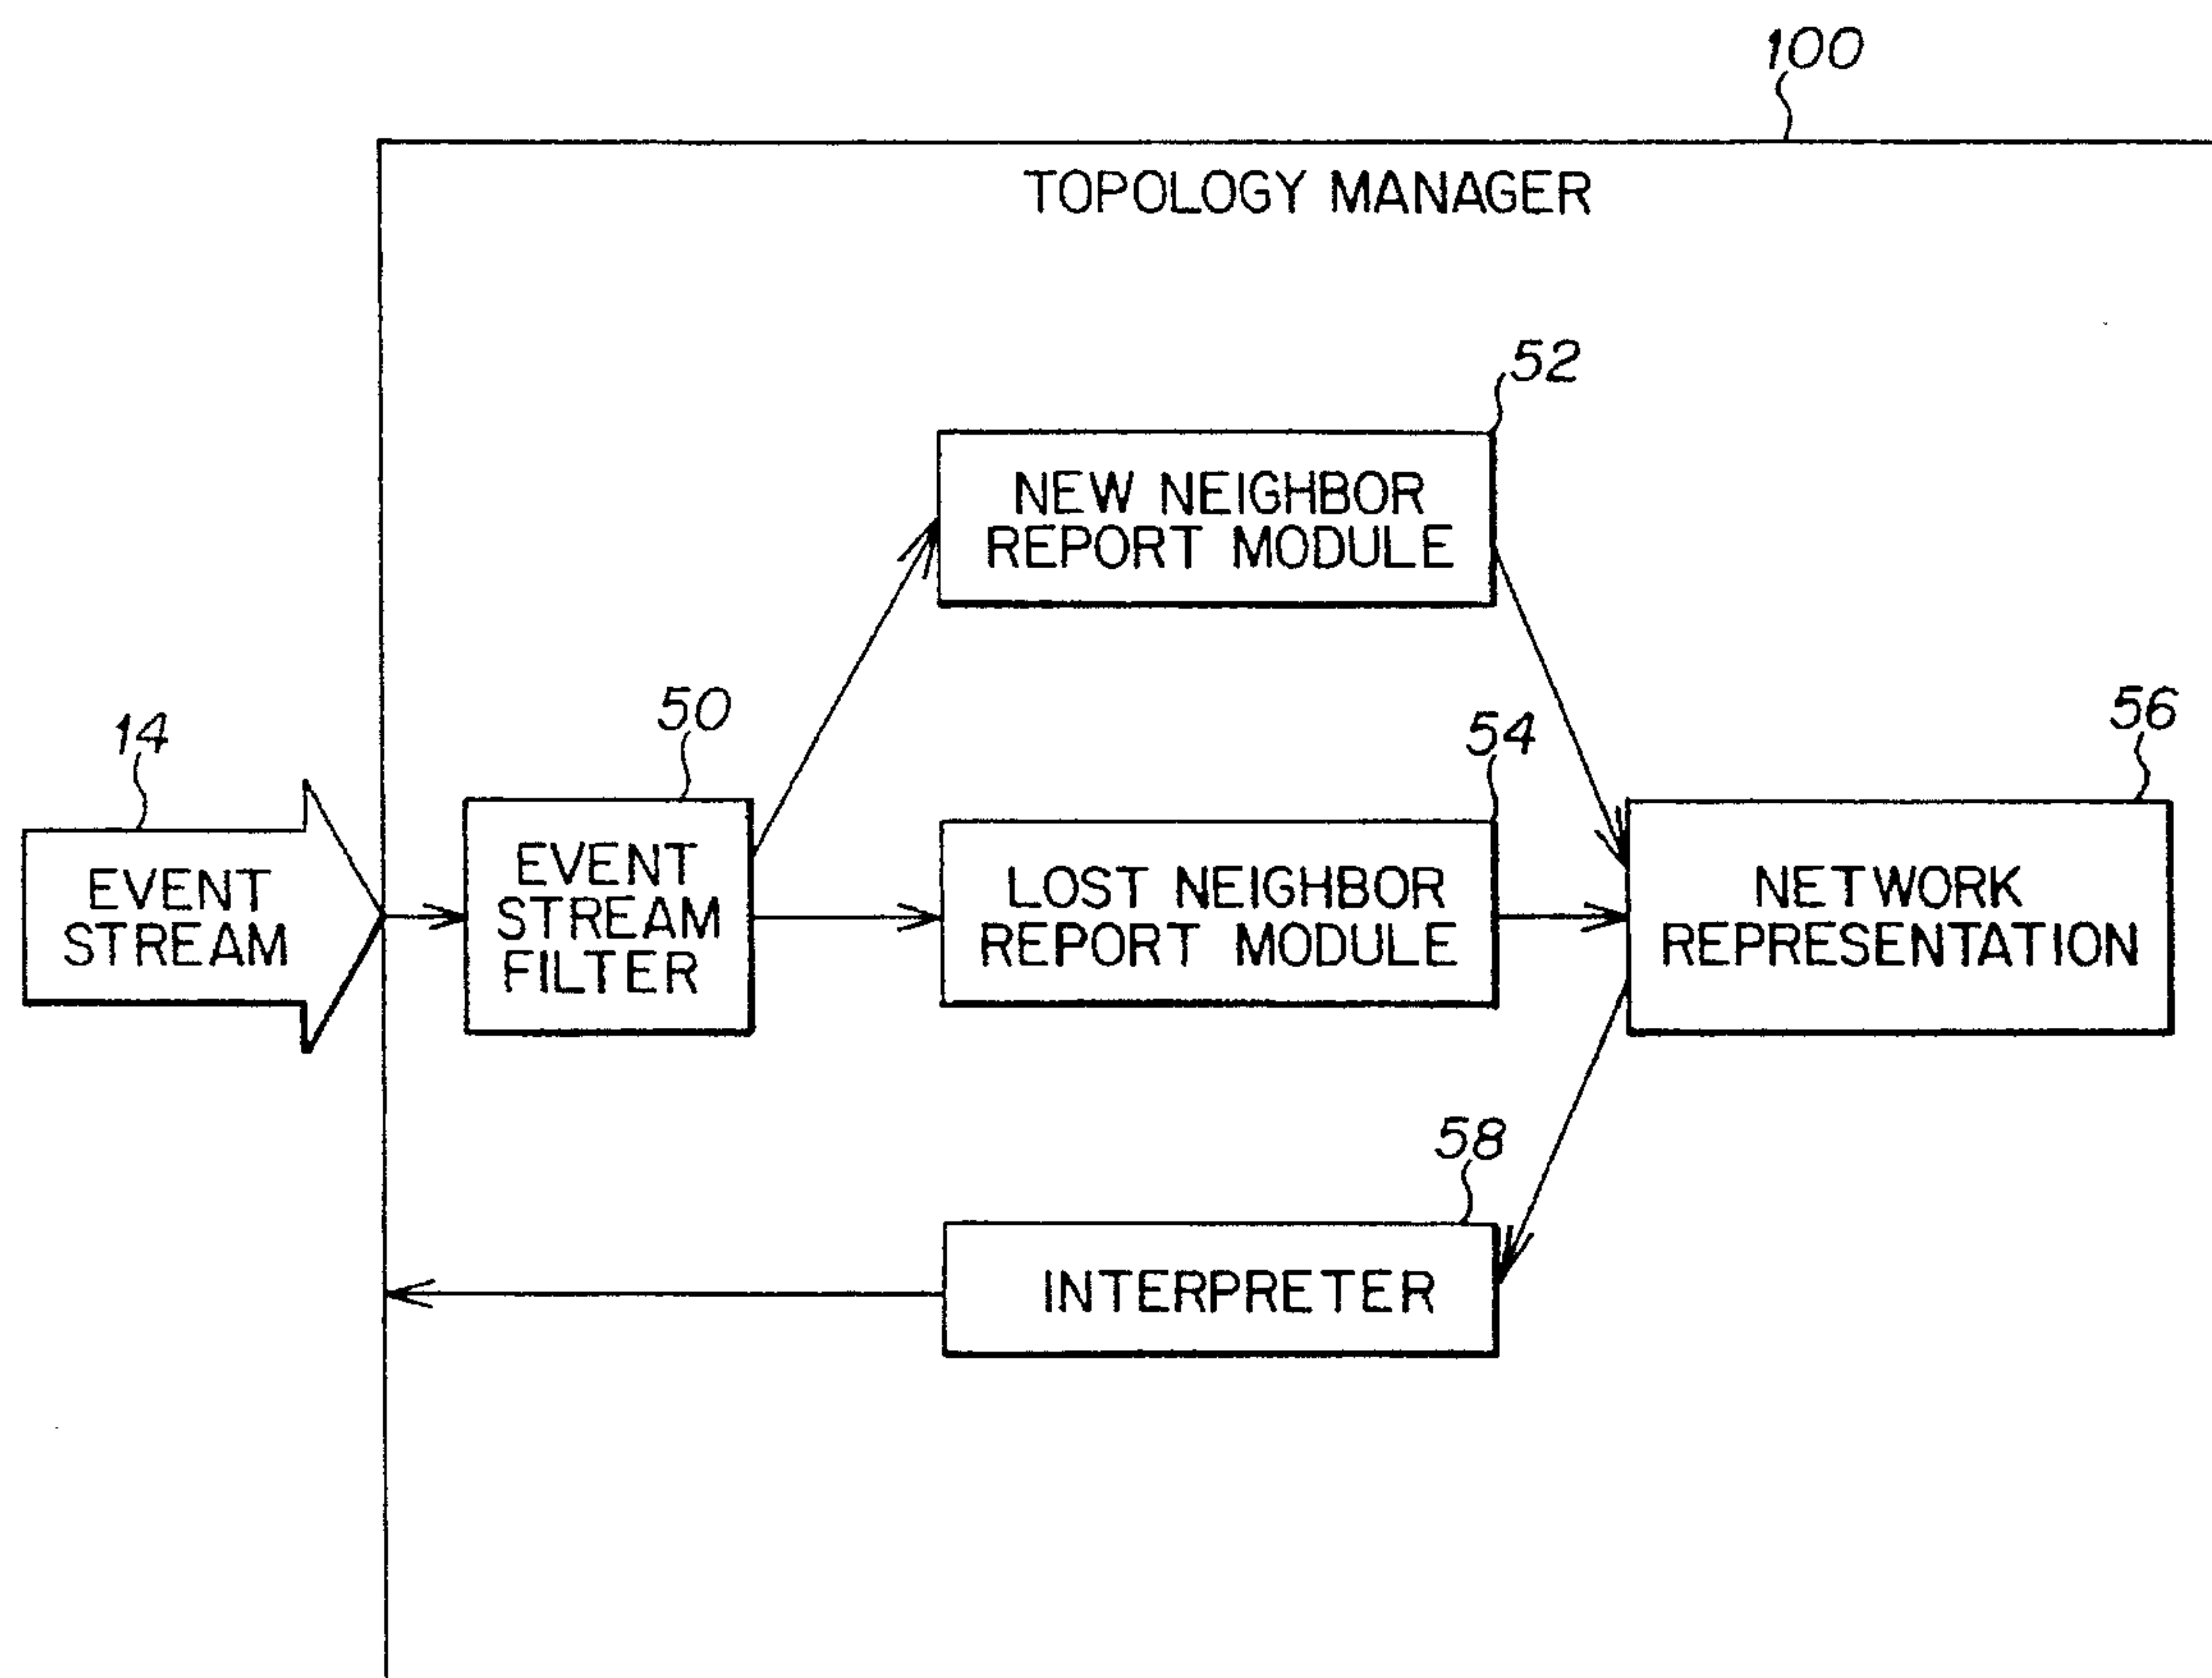 100
TOPOLOGY MANAGER
52
NEW NEIGHBOR
REPORT MODULE
14
EVENT
STREAM
50
EVENT
STREAM
FILTER
54
LOST NEIGHBOR
REPORT MODULE
56
NETWORK
REPRESENTATION
58
INTERPRETER